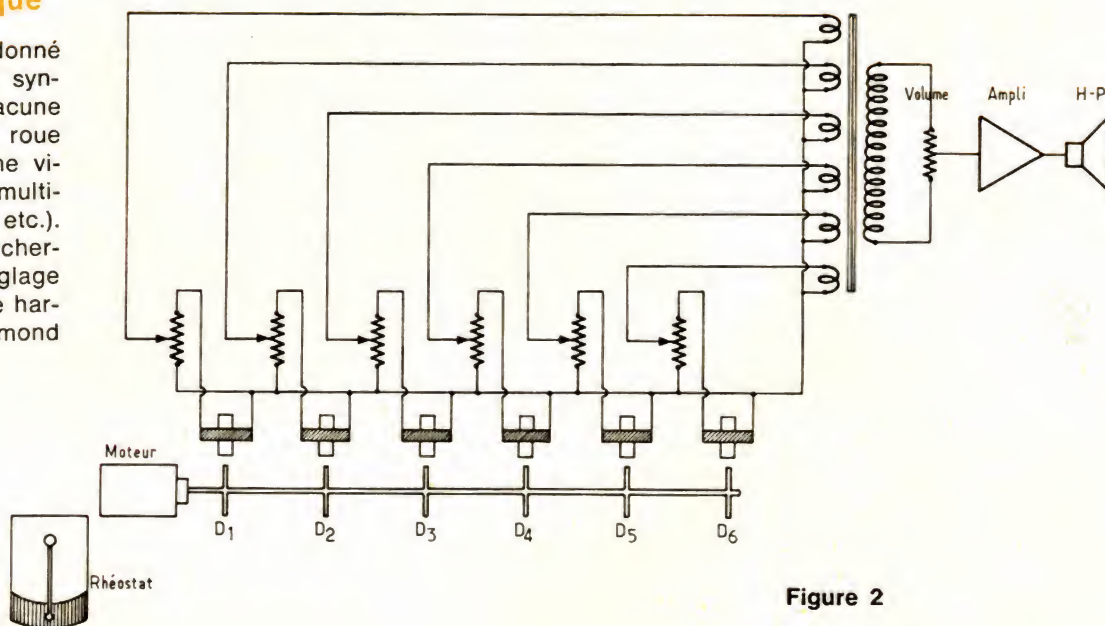 que
onné
syn-
acune
roue
ne vi-
multi-
etc.).
cher-
glage
e har-
mond
Volume
Ampli
H-P
Moteur
D1 D2 D3 D4 D5 D6
Rhéostat
Figure 2